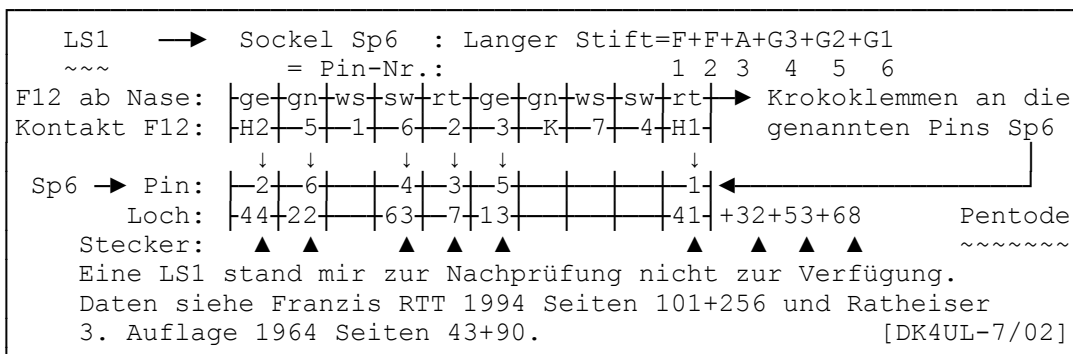 LS1 ──► Sockel Sp6 : Langer Stift=F+F+A+G3+G2+G1
~~~ = Pin-Nr.: 1 2 3 4 5 6
F12 ab Nase: ├ge┼gn┼ws┼sw┼rt┼ge┼gn┼ws┼sw┼rt┼─► Krokoklemmen an die
Kontakt F12: ├H2┼─5┼─1┼─6┼─2┼─3┼─K┼─7┼─4┼H1┤ genannten Pins Sp6
↓ ↓ ↓ ↓ ↓ ↓
Sp6 ─► Pin: ├─2┼─6┼──┼─4┼─3┼─5┼──┼──┼──┼─1┤◄
Loch: ├44┼22┼──┼63┼─7┼13┼──┼──┼──┼41┤+32+53+68 Pentode
Stecker: ▲ ▲ ▲ ▲ ▲ ▲ ▲ ▲ ▲ ~~~~~~~
Eine LS1 stand mir zur Nachprüfung nicht zur Verfügung.
Daten siehe Franzis RTT 1994 Seiten 101+256 und Ratheiser
3. Auflage 1964 Seiten 43+90. [DK4UL-7/02]